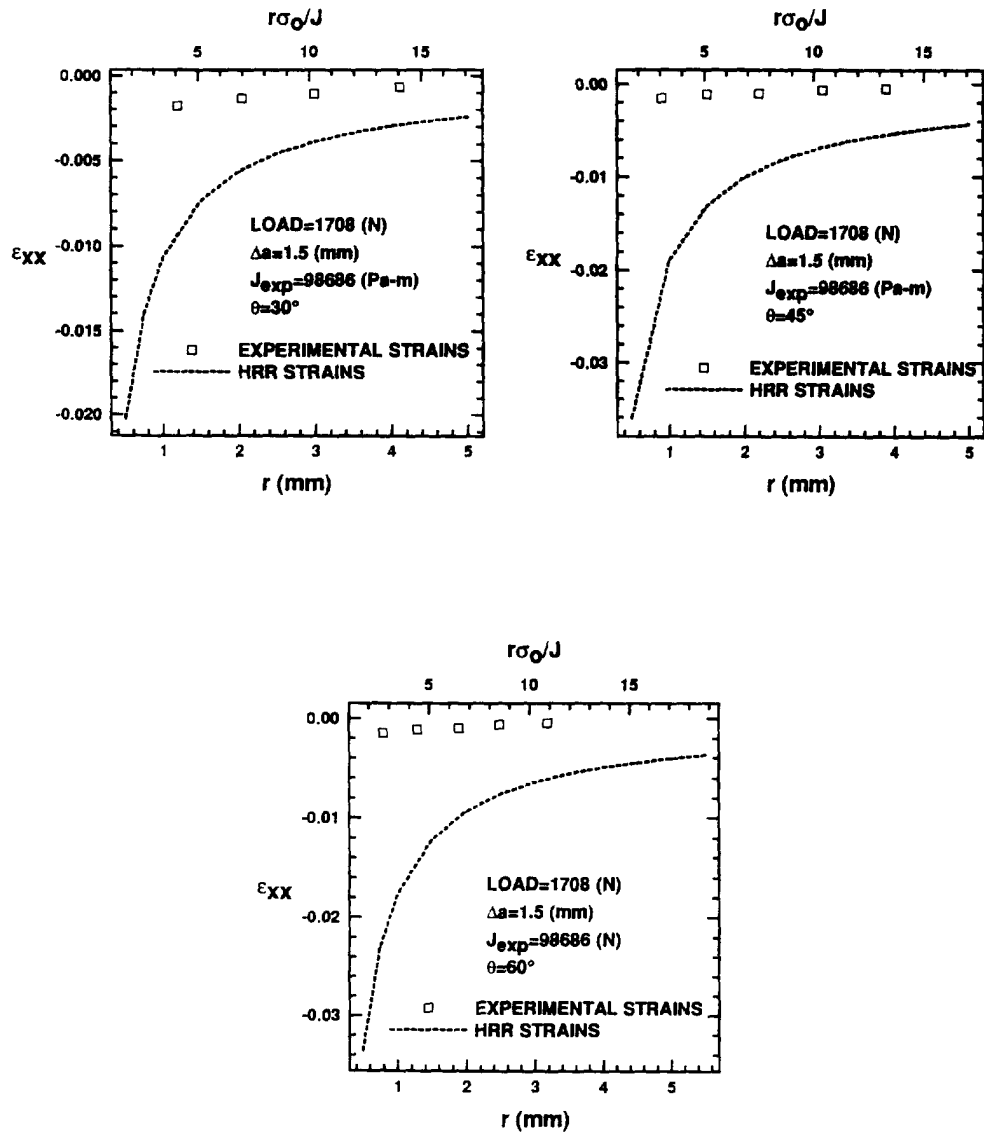 rσo/J
5 10 15
0.000
-0.005
-0.010
-0.015
-0.020
εxx
LOAD=1708 (N)
Δa=1.5 (mm)
Jexp=98686 (Pa-m)
θ=30°
EXPERIMENTAL STRAINS
HRR STRAINS
1 2 3 4 5
r (mm)
rσo/J
5 10 15
0.00
-0.01
-0.02
-0.03
εxx
LOAD=1708 (N)
Δa=1.5 (mm)
Jexp=98686 (Pa-m)
θ=45°
EXPERIMENTAL STRAINS
HRR STRAINS
1 2 3 4 5
r (mm)
rσo/J
5 10 15
0.00
-0.01
-0.02
-0.03
εxx
LOAD=1708 (N)
Δa=1.5 (mm)
Jexp=98686 (N)
θ=60°
EXPERIMENTAL STRAINS
HRR STRAINS
1 2 3 4 5
r (mm)